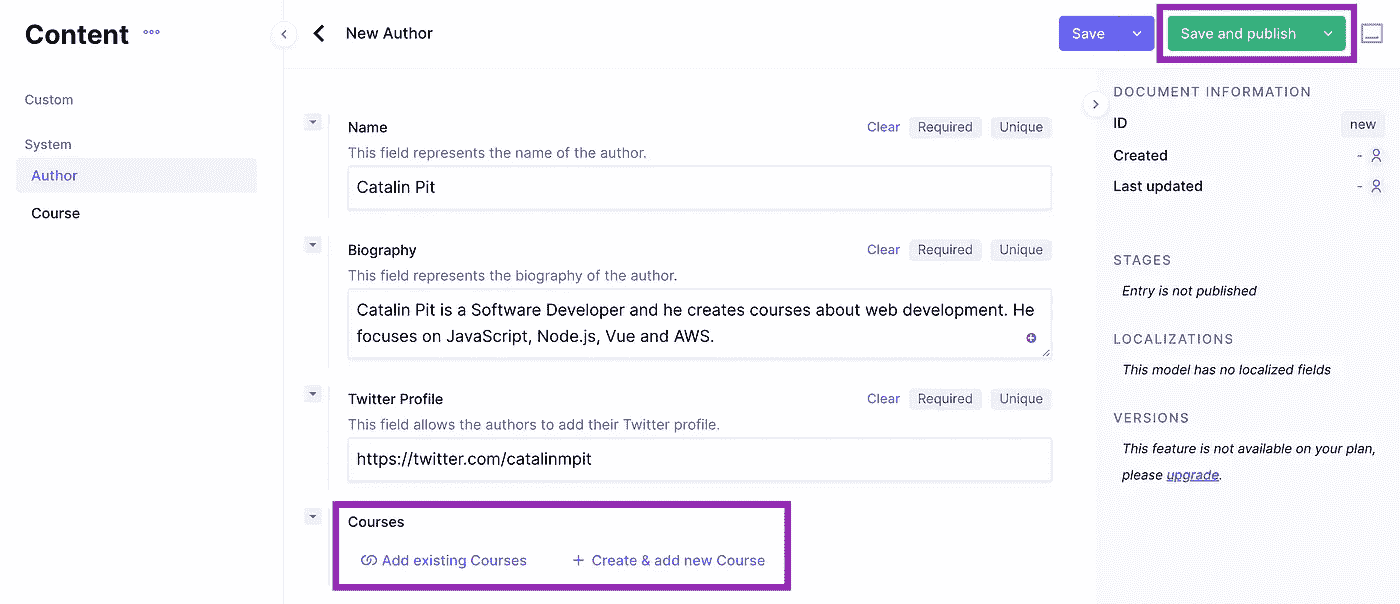 Content
Custom
System
Author
Course
New Author
Save
Save and publish
Name
Clear Required Unique
This field represents the name of the author.
Catalin Pit
Biography
Clear Required Unique
This field represents the biography of the author.
Catalin Pit is a Software Developer and he creates courses about web development. He
focuses on JavaScript, Node.js, Vue and AWS.
Twitter Profile
Clear Required Unique
This field allows the authors to add their Twitter profile.
https://twitter.com/catalinmpit
Courses
Add existing Courses
+ Create & add new Course
DOCUMENT INFORMATION
ID new
Created -
Last updated -
STAGES
Entry is not published
LOCALIZATIONS
This model has no localized fields
VERSIONS
This feature is not available on your plan,
please upgrade.